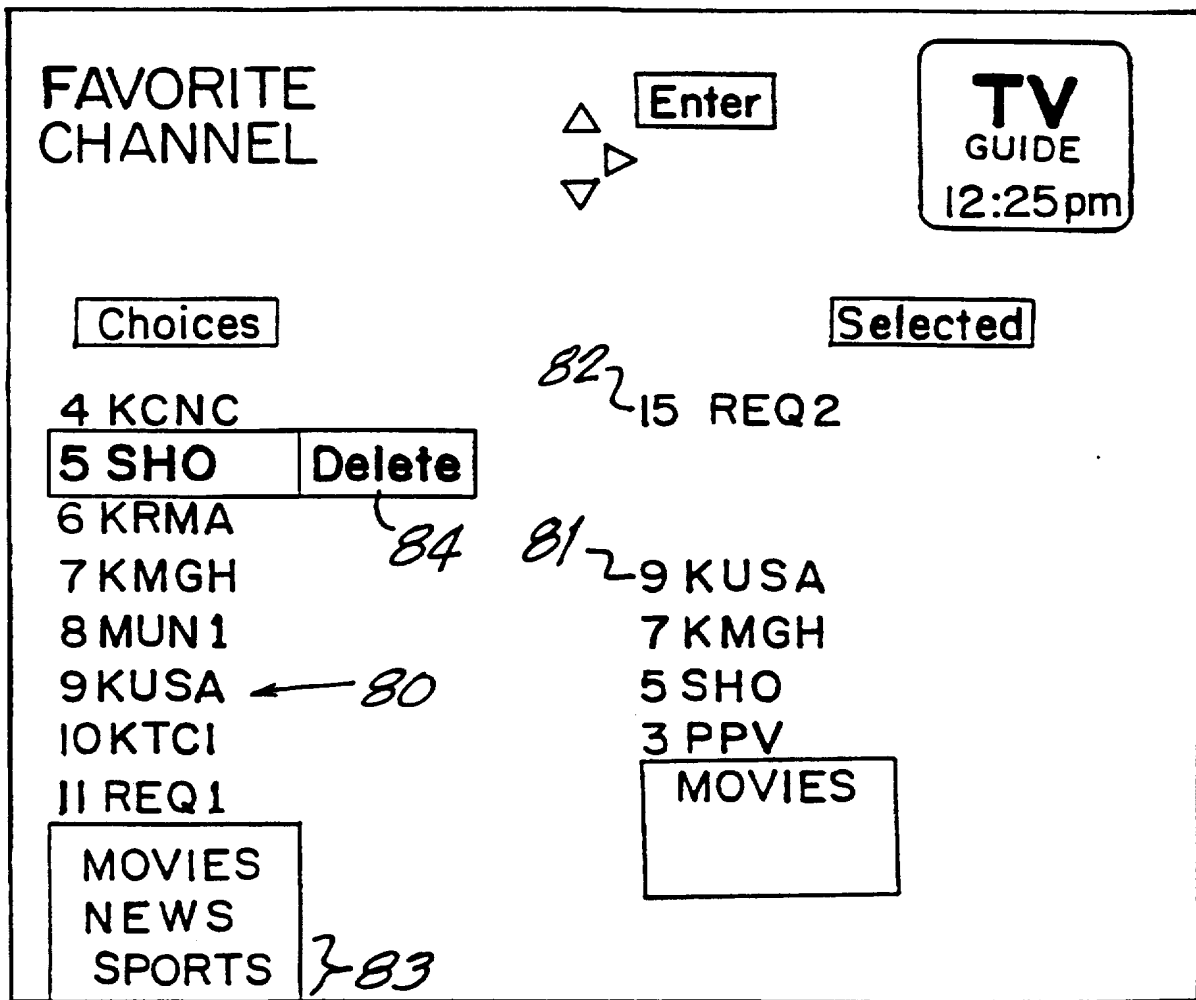 FAVORITE
CHANNEL
Enter
TV
GUIDE
12:25pm
Choices
Selected
82
4 KCNC
15 REQ2
5 SHO Delete
6 KRMA
84
81
7 KMGH
9 KUSA
8 MUN1
7 KMGH
9 KUSA
80
5 SHO
10 KTCI
3 PPV
11 REQ1
MOVIES
MOVIES
NEWS
SPORTS
83